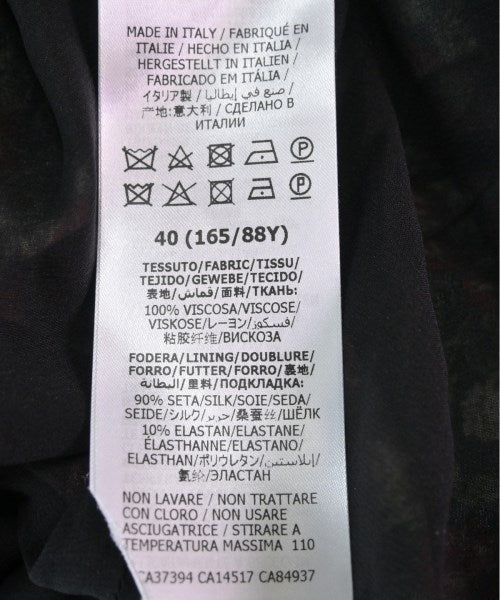 MADE IN ITALY / FABRIQUÉ EN
ITALIE / HECHO EN ITALIA /
HERGESTELLT IN ITALIEN /
FABRICADO EM ITÁLIA /
イタリア製 / صنع في إيطاليا /
产地:意大利 / СДЕЛАНО В
ИТАЛИИ
P
P
40 (165/88Y)
TESSUTO/FABRIC/TISSU/
TEJIDO/GEWEBE/TECIDO/
表地/قماش/面料/ТКАНЬ:
100% VISCOSA/VISCOSE/
VISKOSE/レーヨン/فسكوز/
粘胶纤维/ВИСКОЗА
FODERA/LINING/DOUBLURE/
FORRO/FUTTER/FORRO/裏地/
البطانة/里料/ПОДКЛАДКА:
90% SETA/SILK/SOIE/SEDA/
SEIDE/シルク/حرير/桑蚕丝/ШЁЛК
10% ELASTAN/ELASTANE/
ÉLASTHANNE/ELASTANO/
ELASTHAN/ポリウレタン/إيلاستين/
氨纶/ЭЛАСТАН
NON LAVARE / NON TRATTARE
CON CLORO / NON USARE
ASCIUGATRICE / STIRARE A
TEMPERATURA MASSIMA 110
CA37394 CA14517 CA84937